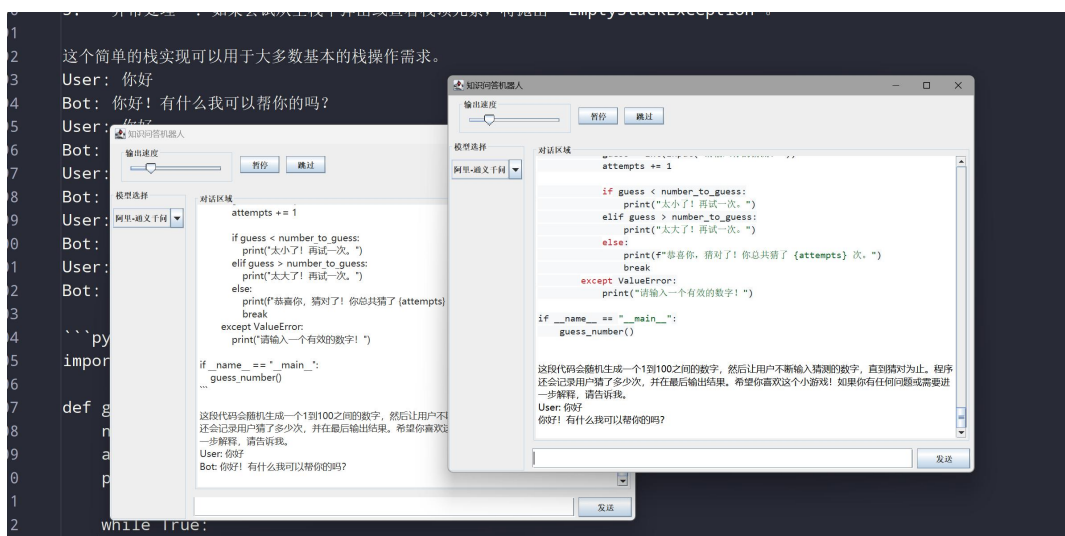 这个简单的栈实现可以用于大多数基本的栈操作需求。
User: 你好
Bot: 你好！有什么我可以帮你的吗？
User: 你好
Bot:
User:
Bot:
User:
Bot:
User:
Bot:
```py
impor
def g
while True:
知识问答机器人
输出速度
暂停
跳过
模型选择
阿里-通义千问
对话区域
attempts += 1
if guess < number_to_guess:
print("太小了！再试一次。")
elif guess > number_to_guess:
print("太大了！再试一次。")
else:
print(f"恭喜你，猜对了！你总共猜了 {attempts}
break
except ValueError:
print("请输入一个有效的数字！")
if __name__ == "__main__":
guess_number()
```
这段代码会随机生成一个1到100之间的数字，然后让用户不
还会记录用户猜了多少次，并在最后输出结果。希望你喜欢
一步解释，请告诉我。
User: 你好
Bot: 你好！有什么我可以帮你的吗?
发送
知识问答机器人
输出速度
暂停
跳过
模型选择
阿里-通义千问
对话区域
attempts += 1
if guess < number_to_guess:
print("太小了！再试一次。")
elif guess > number_to_guess:
print("太大了！再试一次。")
else:
print(f"恭喜你，猜对了！你总共猜了 {attempts} 次。")
break
except ValueError:
print("请输入一个有效的数字！")
if __name__ == "__main__":
guess_number()
这段代码会随机生成一个1到100之间的数字，然后让用户不断输入猜测的数字，直到猜对为止。程序
还会记录用户猜了多少次，并在最后输出结果。希望你喜欢这个小游戏！如果你有任何问题或需要进
一步解释，请告诉我。
User: 你好
你好！有什么我可以帮你的吗?
发送